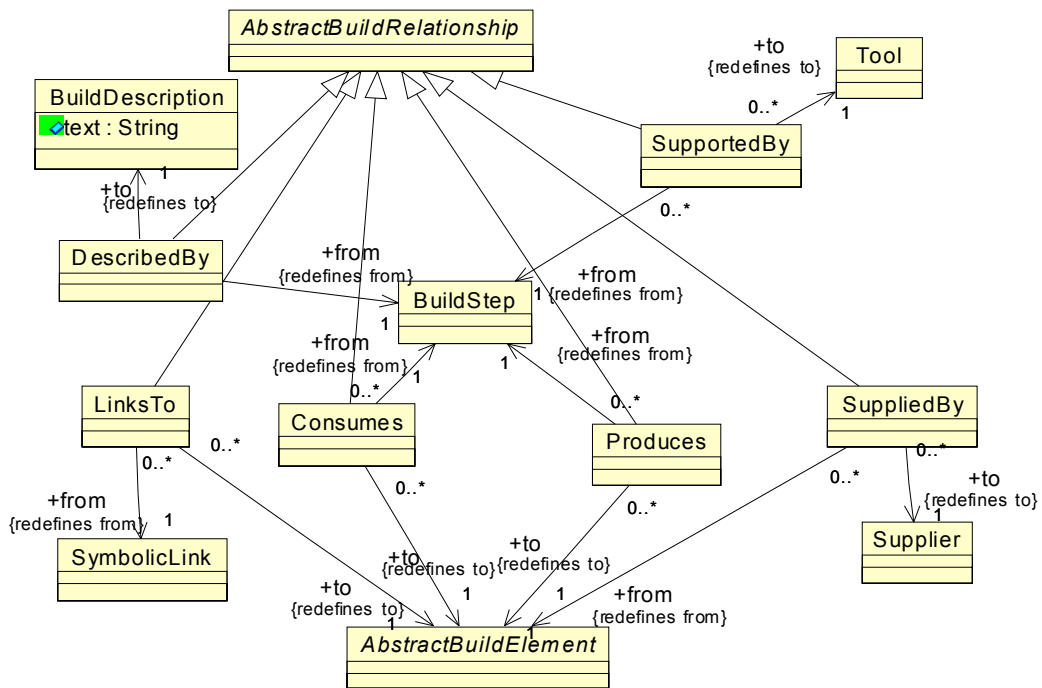 AbstractBuildRelationship
+to
{redefines to}
Tool
0..*
1
BuildDescription
text : String
SupportedBy
1
+to
{redefines to}
0..*
DescribedBy
+from
{redefines from}
1
BuildStep
1
+from
{redefines from}
+from
{redefines from}
1
0..*
1
+from
{redefines from}
0..*
LinksTo
Consumes
Produces
SuppliedBy
0..*
0..*
0..*
0..*
0..*
0..*
+from
{redefines from}
1
+to
{redefines to}
1
SymbolicLink
Supplier
+to
{redefines to}
1
+to
{redefines to}
1
+to
{redefines to}
1
+from
{redefines from}
1
AbstractBuildElement